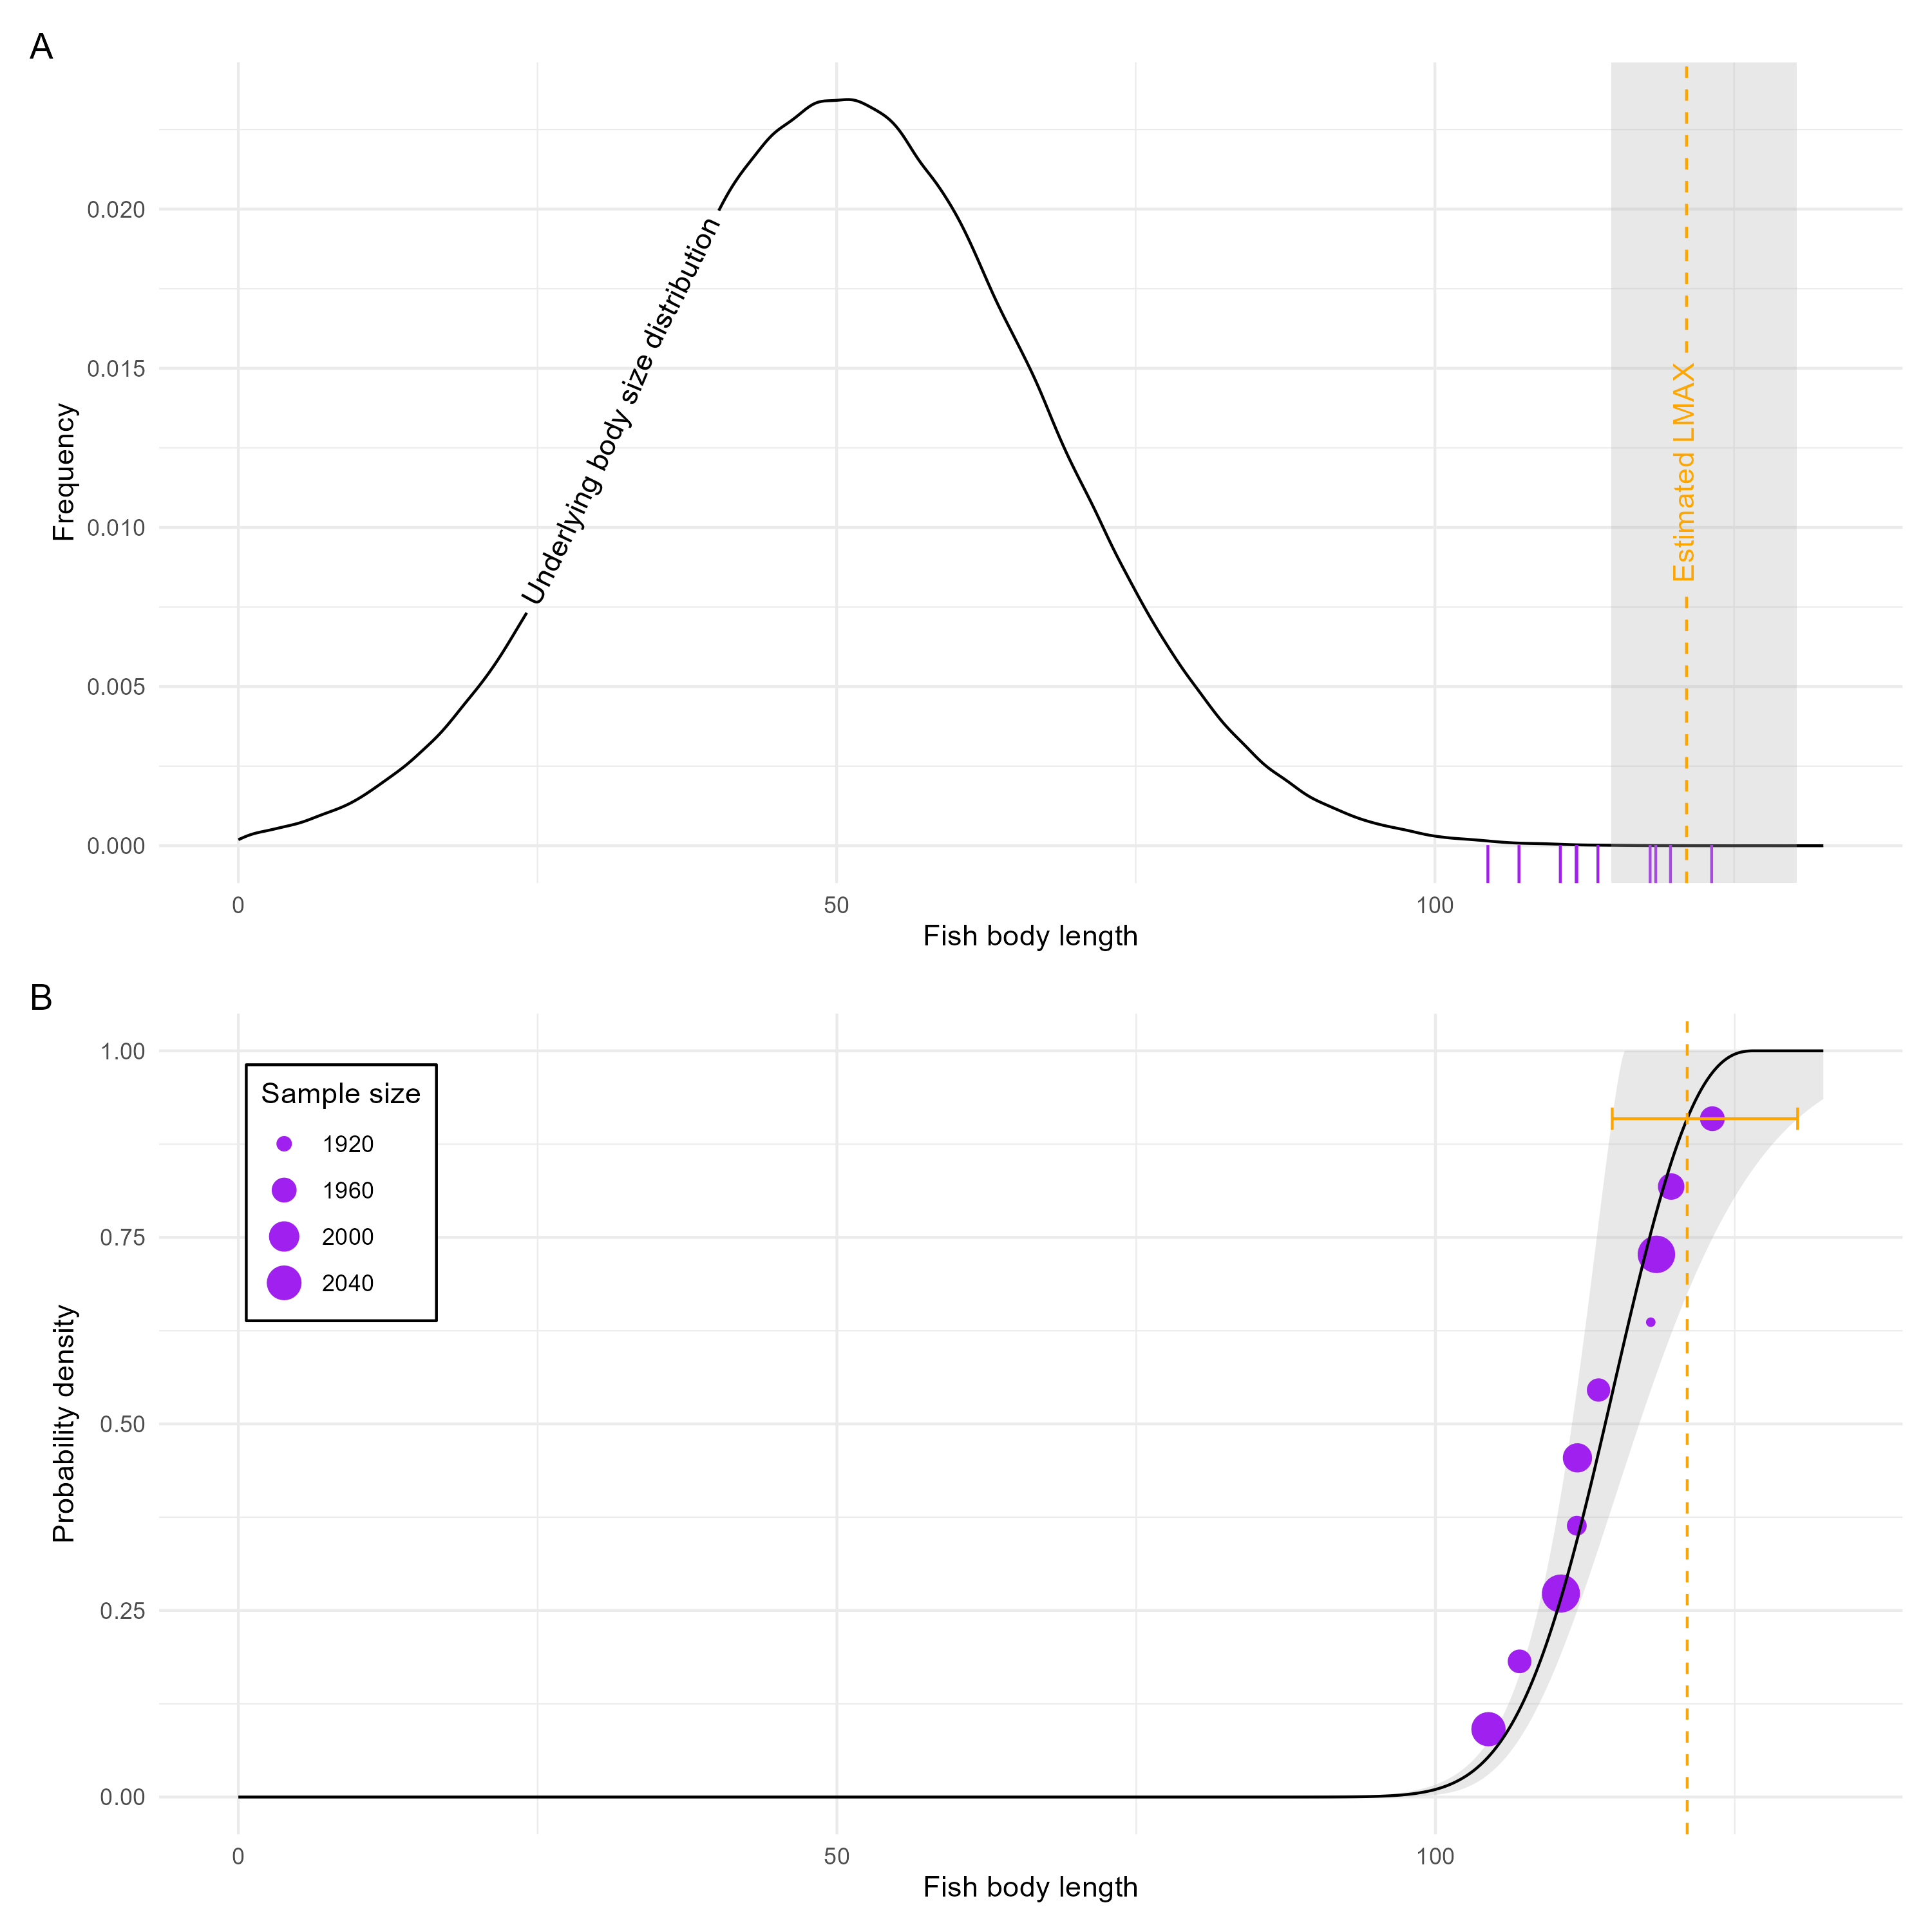 A
Frequency
0.020
0.015
0.010
0.005
0.000
Underlying body size distribution
Estimated LMAX
0 50 100
Fish body length
B
Probability density
1.00
0.75
0.50
0.25
0.00
Sample size
1920
1960
2000
2040
0 50 100
Fish body length